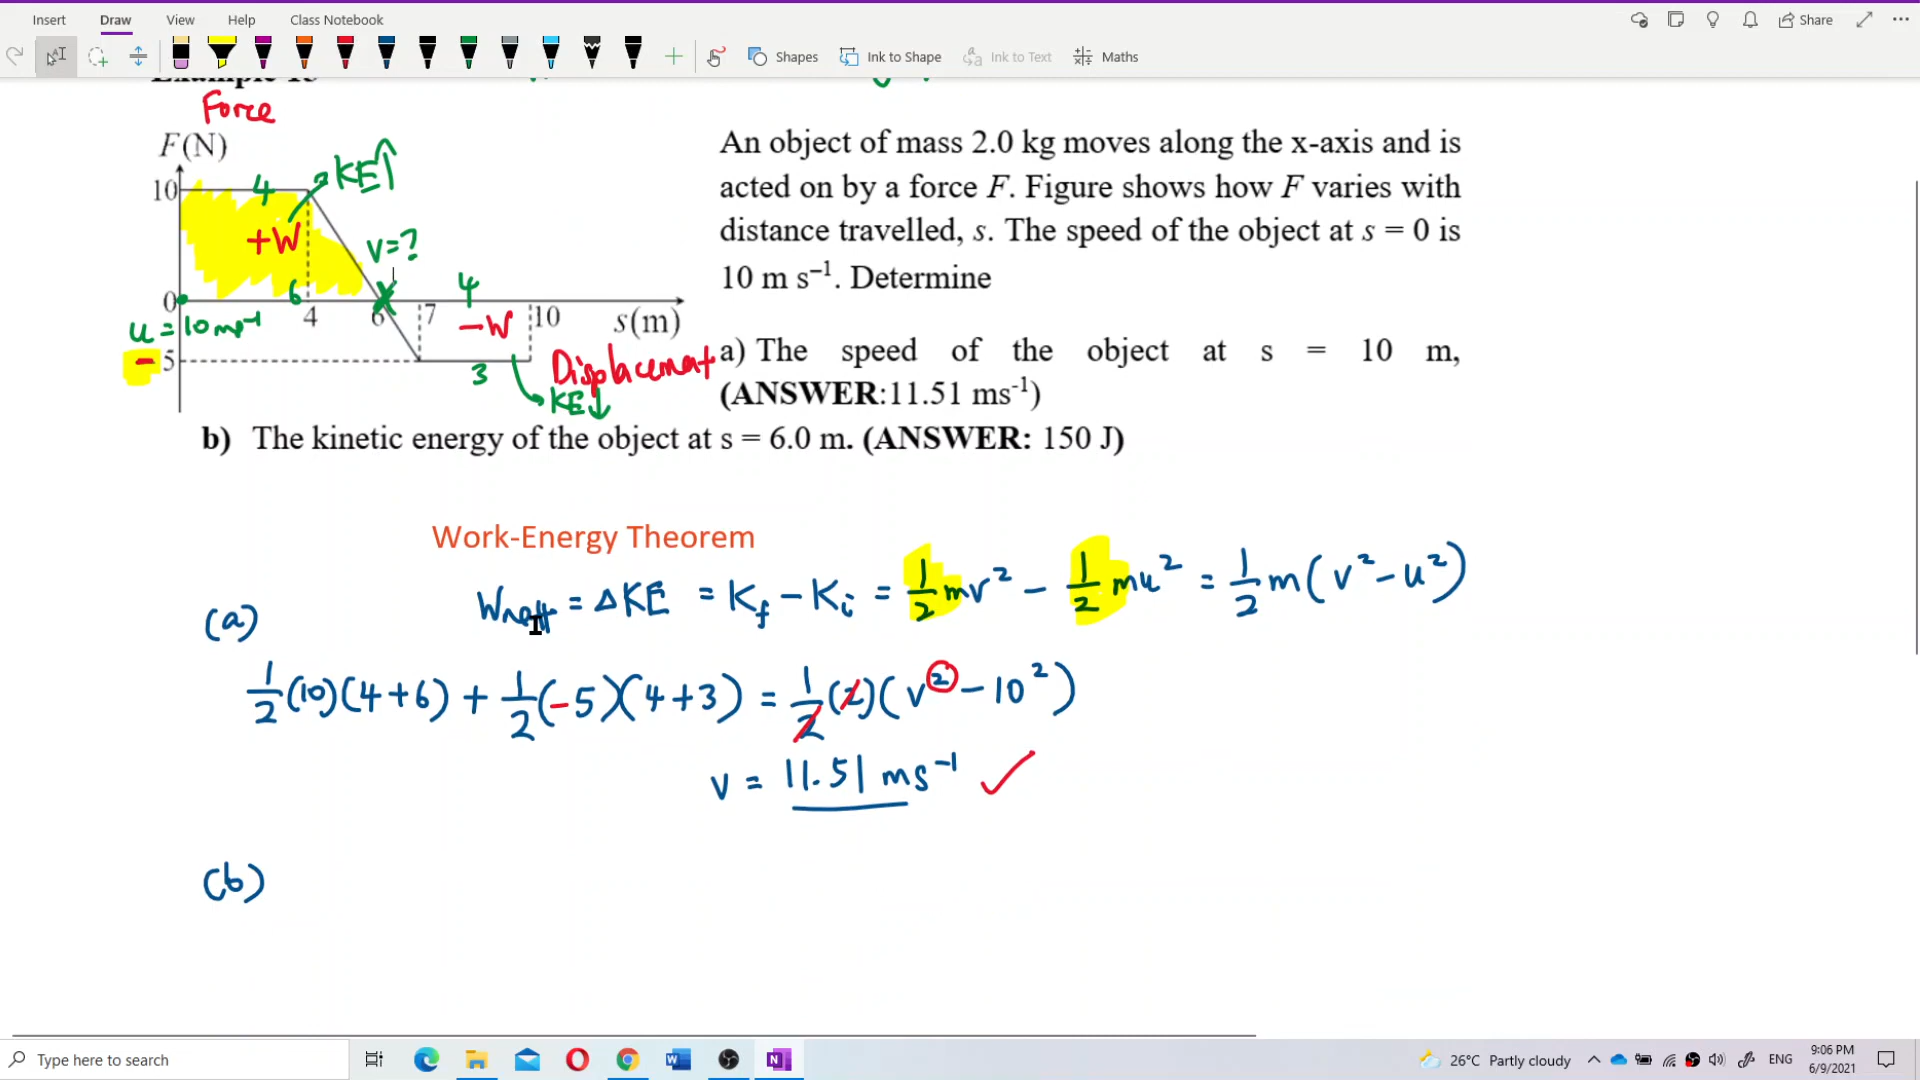 Insert Draw View Help Class Notebook Share
Shapes Ink to Shape Ink to Text Maths
Force
F(N)
10 4 KE↑
+W V=?
0 6 4
u = 10 ms⁻¹ 4 6 7 -W 10 s(m)
- 5 3 Displacement
KE↓
An object of mass 2.0 kg moves along the x-axis and is
acted on by a force F. Figure shows how F varies with
distance travelled, s. The speed of the object at s = 0 is
10 m s⁻¹. Determine
a) The speed of the object at s = 10 m,
(ANSWER:11.51 ms⁻¹)
b) The kinetic energy of the object at s = 6.0 m. (ANSWER: 150 J)
Work-Energy Theorem
= ΔKE = Kf - Ki = 1/2 mv² - 1/2 mu² = 1/2 m(v² - u²)
(a)
1/2 (10)(4+6) + 1/2 (-5)(4+3) = 1/2 (2)(v² - 10²)
v = 11.51 ms⁻¹ ✓
(b)
Type here to search 26°C Partly cloudy ENG 9:06 PM
6/9/2021